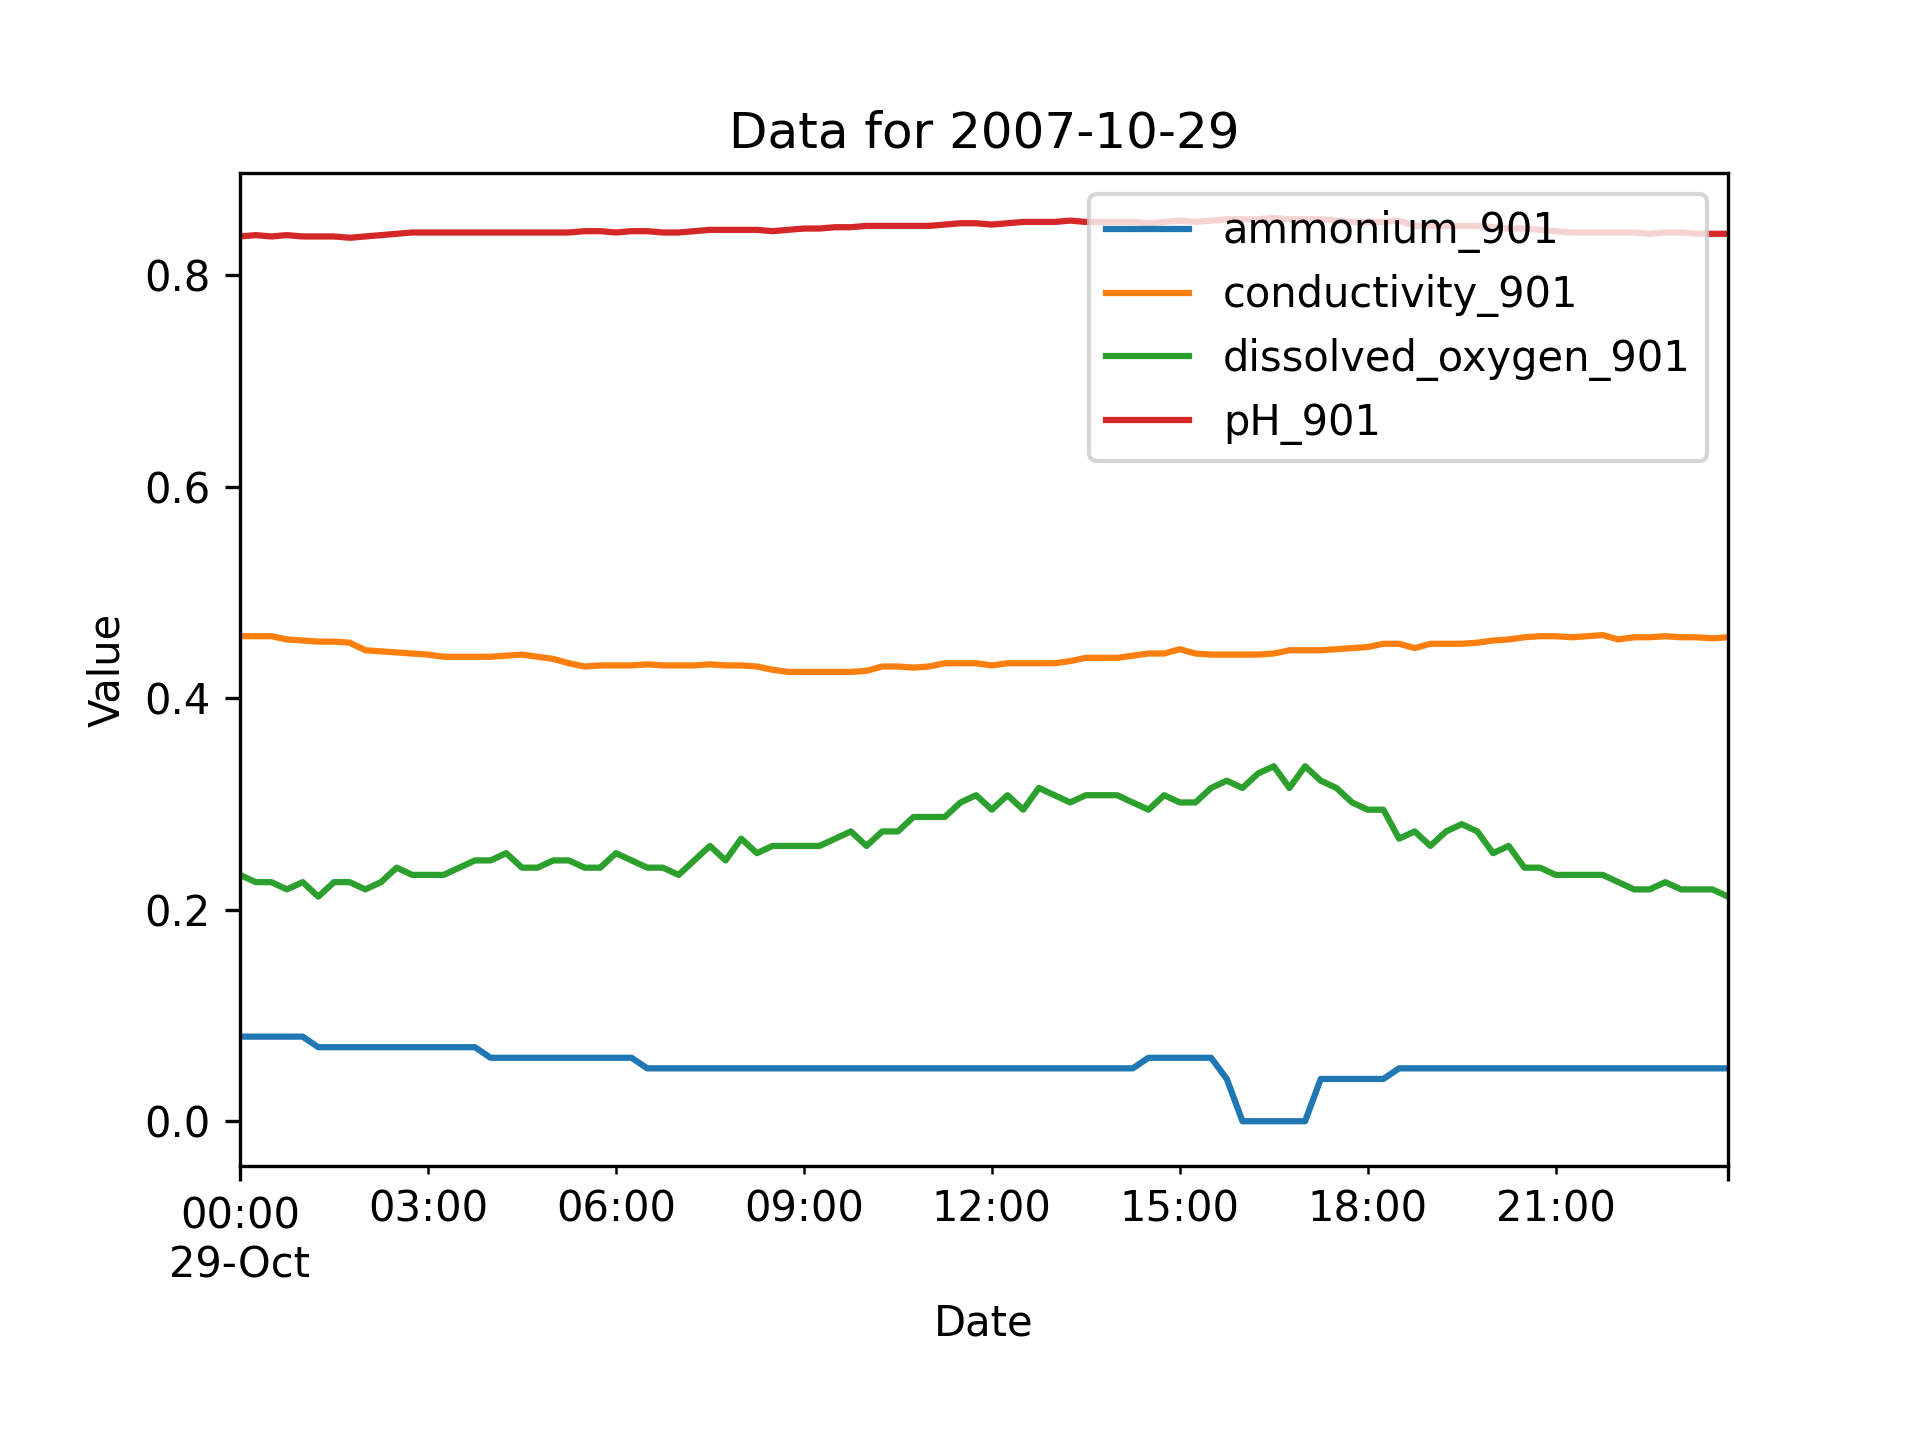 Data for 2007-10-29
ammonium_901
conductivity_901
dissolved_oxygen_901
pH_901
0.8
0.6
0.4
0.2
0.0
Value
00:00 03:00 06:00 09:00 12:00 15:00 18:00 21:00
29-Oct
Date